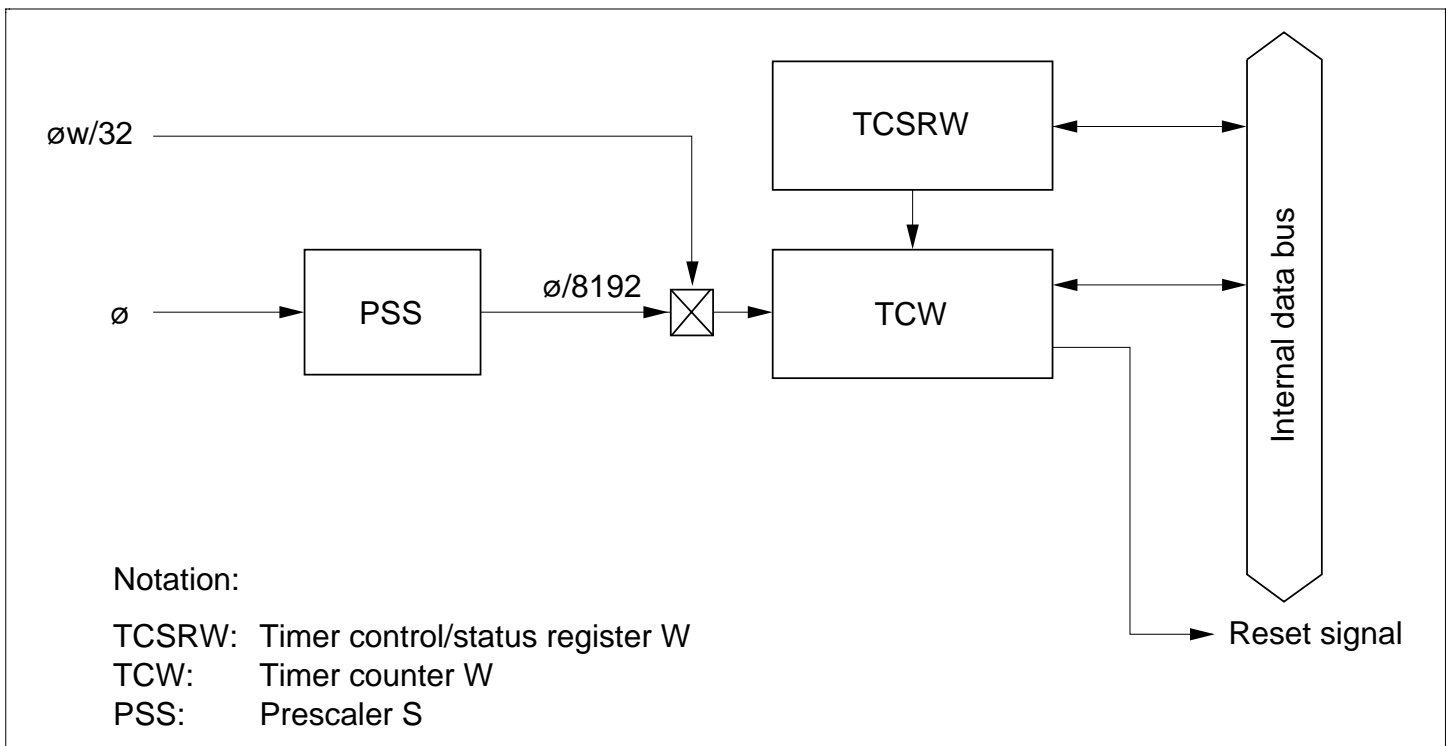 øw/32
TCSRW
ø
PSS
ø/8192
TCW
Internal data bus
Reset signal
Notation:
TCSRW: Timer control/status register W
TCW: Timer counter W
PSS: Prescaler S